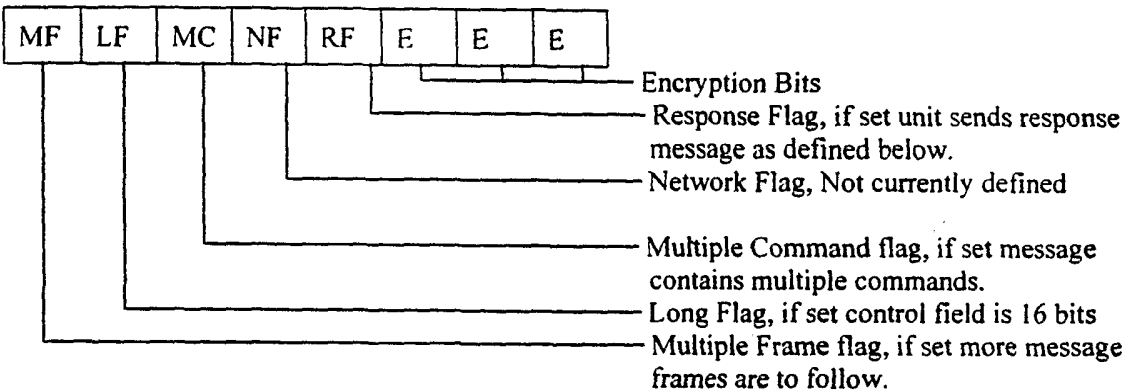 MF LF MC NF RF E E E
Encryption Bits
Response Flag, if set unit sends response
message as defined below.
Network Flag, Not currently defined
Multiple Command flag, if set message
contains multiple commands.
Long Flag, if set control field is 16 bits
Multiple Frame flag, if set more message
frames are to follow.